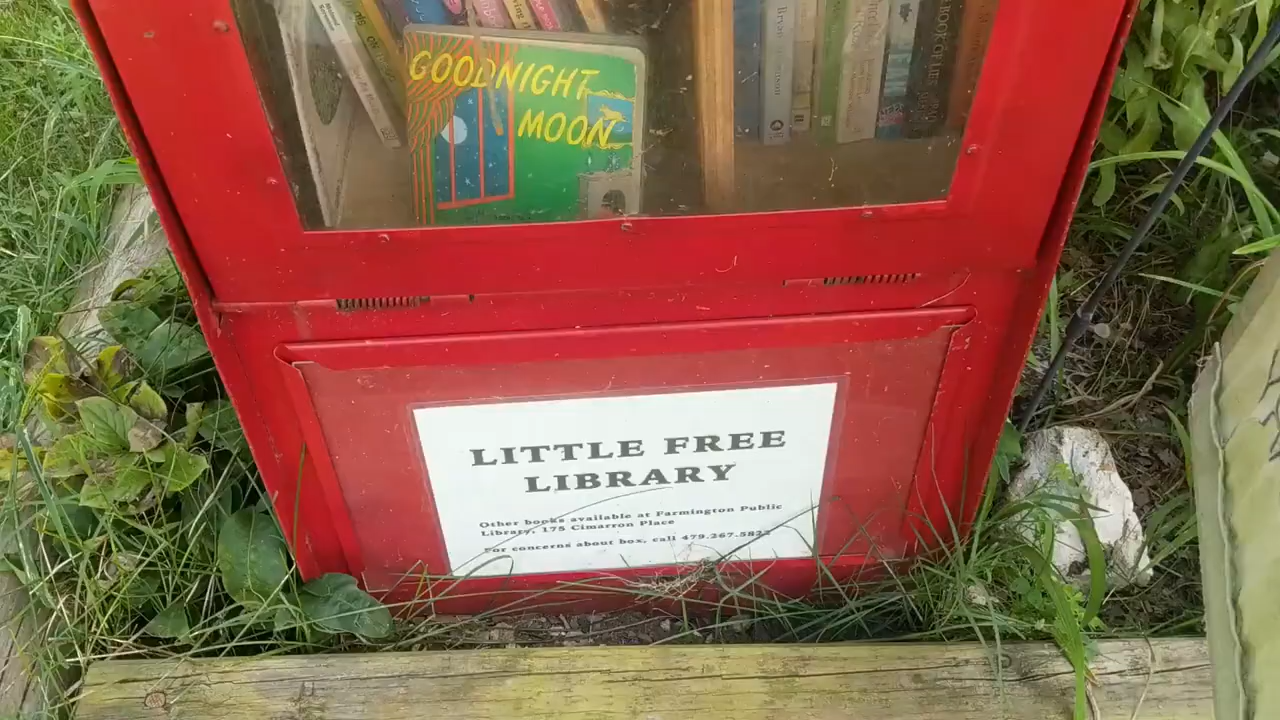 GOODNIGHT
MOON
LITTLE FREE
LIBRARY
Other books available at Farmington Public
Library, 175 Cimarron Place
For concerns about box, call 479.267.5822